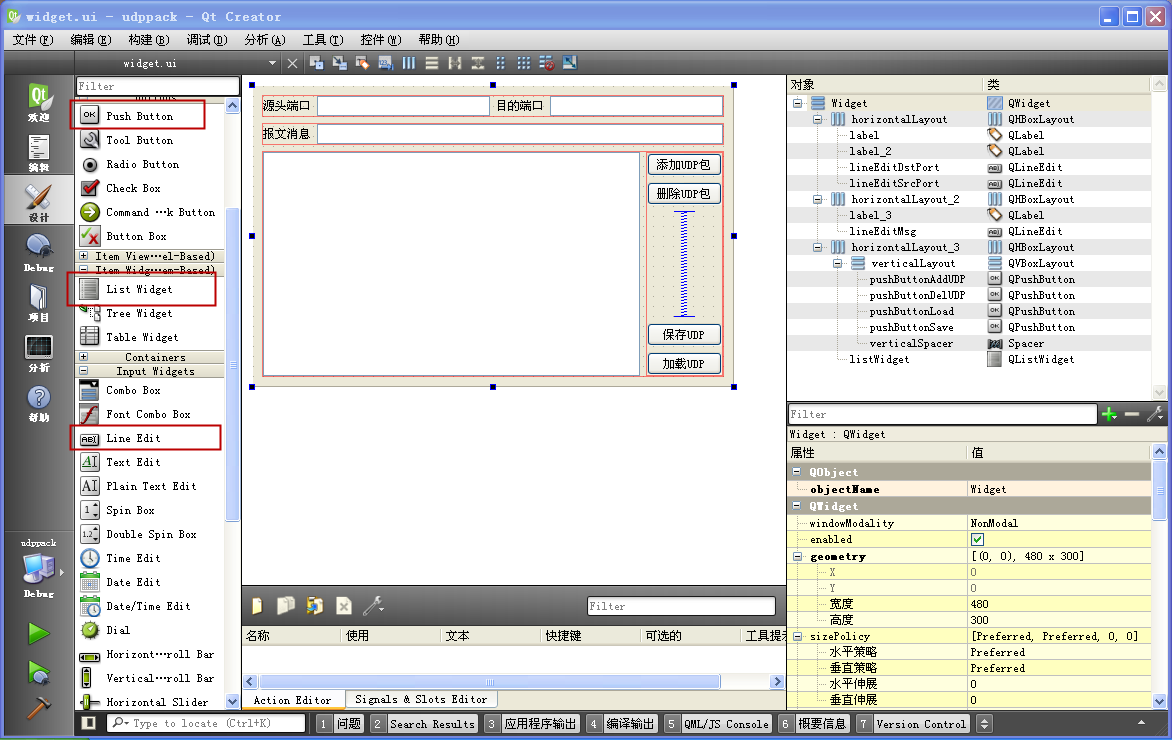 widget.ui - udppack - Qt Creator
文件(F) 编辑(E) 构建(B) 调试(D) 分析(A) 工具(T) 控件(W) 帮助(H)
widget.ui
欢迎
编辑
设计
Debug
项目
分析
帮助
udppack
Debug
Filter
Push Button
Tool Button
Radio Button
Check Box
Command ···k Button
Button Box
Item View···el-Based)
Item Widg···em-Based)
List Widget
Tree Widget
Table Widget
Containers
Input Widgets
Combo Box
Font Combo Box
Line Edit
Text Edit
Plain Text Edit
Spin Box
Double Spin Box
Time Edit
Date Edit
Date/Time Edit
Dial
Horizont···roll Bar
Vertical···roll Bar
Horizontal Slider
源头端口 目的端口
报文消息
添加UDP包
删除UDP包
保存UDP
加载UDP
Filter
名称 使用 文本 快捷键 可选的 工具提示
Action Editor Signals & Slots Editor
对象 类
Widget QWidget
horizontalLayout QHBoxLayout
label QLabel
label_2 QLabel
lineEditDstPort QLineEdit
lineEditSrcPort QLineEdit
horizontalLayout_2 QHBoxLayout
label_3 QLabel
lineEditMsg QLineEdit
horizontalLayout_3 QHBoxLayout
verticalLayout QVBoxLayout
pushButtonAddUDP QPushButton
pushButtonDelUDP QPushButton
pushButtonLoad QPushButton
pushButtonSave QPushButton
verticalSpacer Spacer
listWidget QListWidget
Filter
Widget : QWidget
属性 值
QObject
objectName Widget
QWidget
windowModality NonModal
enabled
geometry [(0, 0), 480 x 300]
X 0
Y 0
宽度 480
高度 300
sizePolicy [Preferred, Preferred, 0, 0]
水平策略 Preferred
垂直策略 Preferred
水平伸展 0
垂直伸展 0
Type to locate (Ctrl+K) 1 问题 2 Search Results 3 应用程序输出 4 编译输出 5 QML/JS Console 6 概要信息 7 Version Control